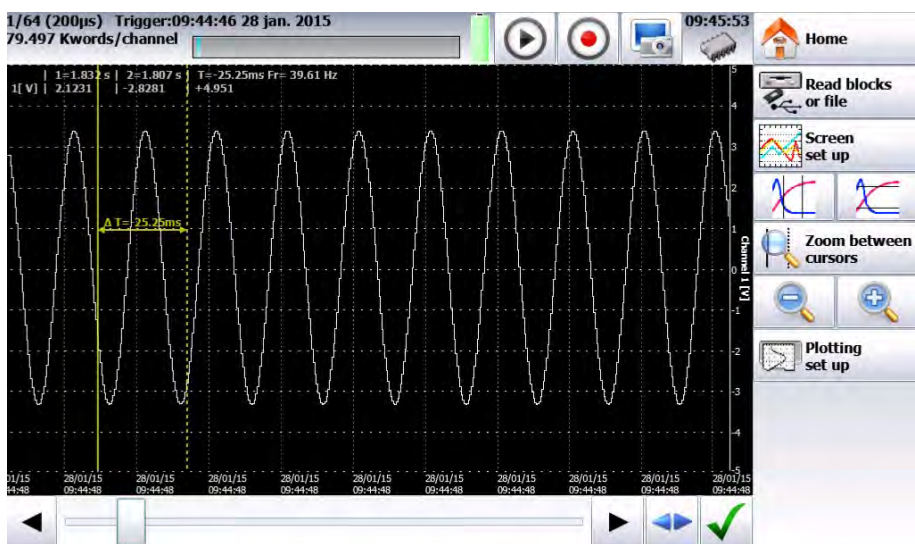 1/64 (200µs) Trigger:09:44:46 28 jan. 2015
79.497 Kwords/channel
09:45:53
Home
| 1=1.832 s | 2=1.807 s | T=-25.25ms Fr= 39.61 Hz
1[ V] | 2.1231 | -2.8281 | +4.951
Read blocks
or file
Screen
set up
Zoom between
cursors
Plotting
set up
Δ T=-25.25ms
5
4
3
2
1
0
-1
-2
-3
-4
-5
Channel 1 [V]
01/15 28/01/15 28/01/15 28/01/15 28/01/15 28/01/15 28/01/15 28/01/15 28/01/15 28/01/15 28/01/15
44:48 09:44:48 09:44:48 09:44:48 09:44:48 09:44:48 09:44:48 09:44:48 09:44:48 09:44:48 09:44:48